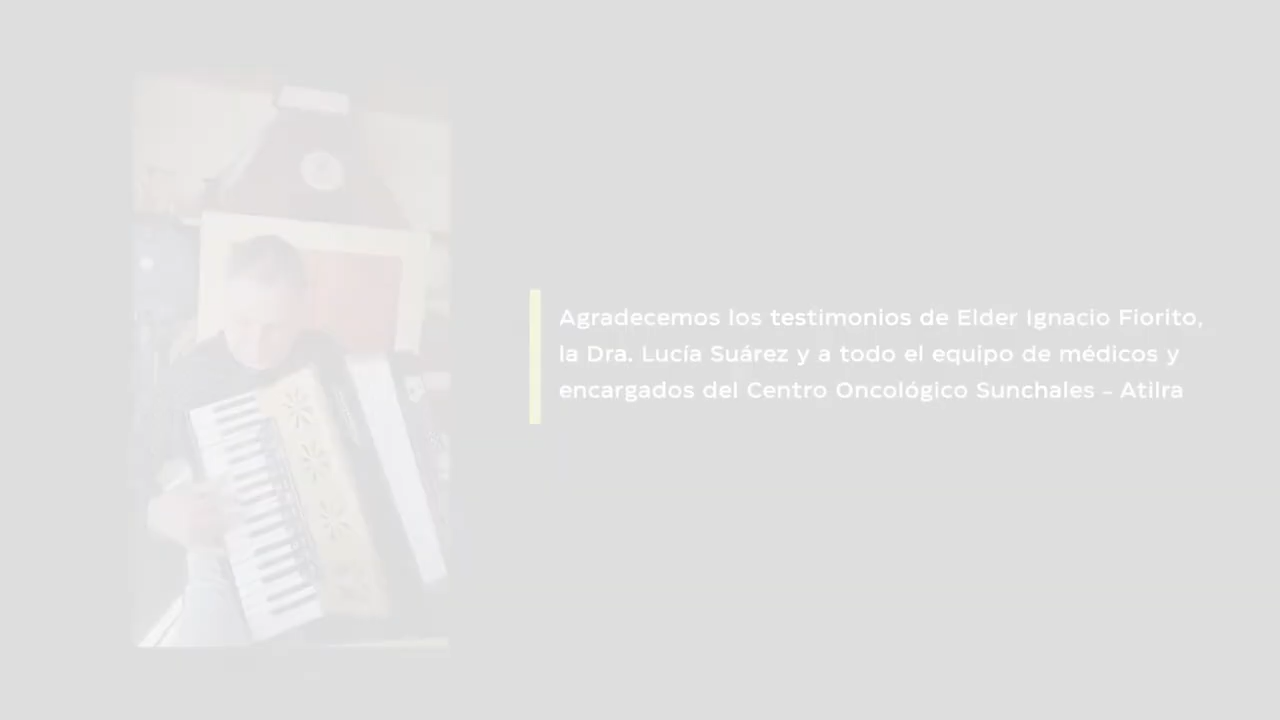 Agradecemos los testimonios de Elder Ignacio Fiorito,
la Dra. Lucía Suárez y a todo el equipo de médicos y
encargados del Centro Oncológico Sunchales - Atilra